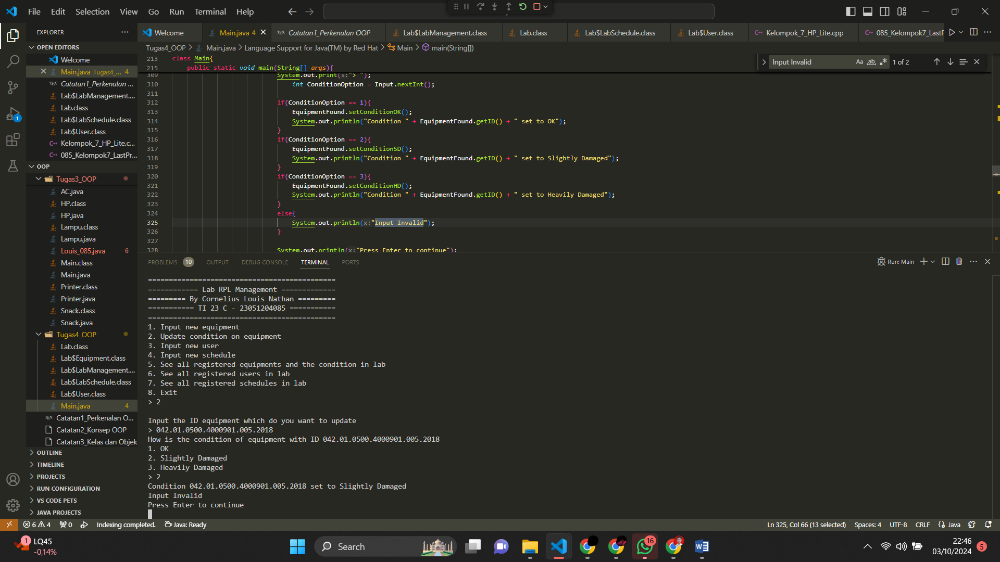 File Edit Selection View Go Run Terminal Help
EXPLORER
OPEN EDITORS
Welcome
Main.java Tugas4_... 4
Catatan1_Perkenalan ...
Lab$LabManagement....
Lab.class
Lab$LabSchedule.class
Lab$User.class
Kelompok_7_HP_Lite.c...
085_Kelompok7_LastPr...
OOP
Tugas3_OOP
AC.java
HP.class
HP.java
Lampu.class
Lampu.java
Louis_085.java 6
Main.class
Main.java
Printer.class
Printer.java
Snack.class
Snack.java
Tugas4_OOP
Lab.class
Lab$Equipment.class
Lab$LabManagement....
Lab$LabSchedule.class
Lab$User.class
Main.java 4
Catatan1_Perkenalan O...
Catatan2_Konsep OOP
Catatan3_Kelas dan Objek
OUTLINE
TIMELINE
PROJECTS
RUN CONFIGURATION
VS CODE PETS
JAVA PROJECTS
Welcome Main.java 4 Catatan1_Perkenalan OOP Lab$LabManagement.class Lab.class Lab$LabSchedule.class Lab$User.class Kelompok_7_HP_Lite.cpp 085_Kelompok7_LastP
Tugas4_OOP > Main.java > Language Support for Java(TM) by Red Hat > Main > main(String[])
Input Invalid Aa ab 1 of 2
213 class Main{
215 public static void main(String[] args){
309 System.out.print(s:"> ");
310 int ConditionOption = Input.nextInt();
311
312 if(ConditionOption == 1){
313 EquipmentFound.setConditionOK();
314 System.out.println("Condition " + EquipmentFound.getID() + " set to OK");
315 }
316 if(ConditionOption == 2){
317 EquipmentFound.setConditionSD();
318 System.out.println("Condition " + EquipmentFound.getID() + " set to Slightly Damaged");
319 }
320 if(ConditionOption == 3){
321 EquipmentFound.setConditionHD();
322 System.out.println("Condition " + EquipmentFound.getID() + " set to Heavily Damaged");
323 }
324 else{
325 System.out.println(x:"Input Invalid");
326 }
327
328 System.out.println(x:"Press Enter to continue");
PROBLEMS 10 OUTPUT DEBUG CONSOLE TERMINAL PORTS
Run: Main
=============================================
============ Lab RPL Management =============
========= By Cornelius Louis Nathan =========
=========== TI 23 C - 23051204085 ===========
=============================================
1. Input new equipment
2. Update condition on equipment
3. Input new user
4. Input new schedule
5. See all registered equipments and the condition in lab
6. See all registered users in lab
7. See all registered schedules in lab
8. Exit
> 2
Input the ID equipment which do you want to update
> 042.01.0500.4000901.005.2018
How is the condition of equipment with ID 042.01.0500.4000901.005.2018
1. OK
2. Slightly Damaged
3. Heavily Damaged
> 2
Condition 042.01.0500.4000901.005.2018 set to Slightly Damaged
Input Invalid
Press Enter to continue
6 4 0 Indexing completed. Java: Ready
Ln 325, Col 66 (13 selected) Spaces: 4 UTF-8 CRLF {} Java
1 LQ45
-0,14%
Search
16
22:46
03/10/2024
5
1